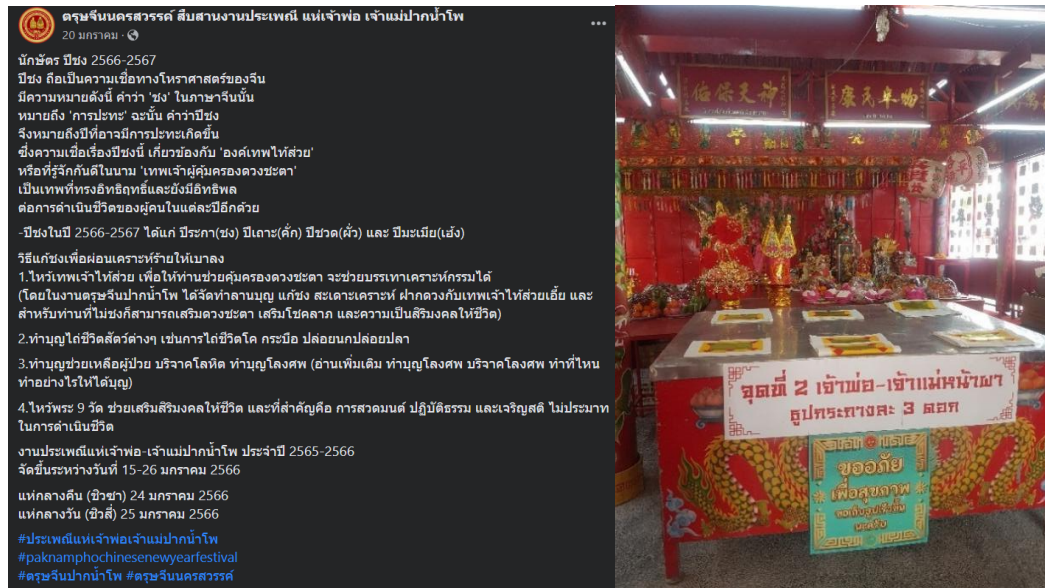 ตรุษจีนนครสวรรค์ สืบสานงานประเพณี แห่เจ้าพ่อ เจ้าแม่ปากน้ำโพ
20 มกราคม
นักษัตร ปีชง 2566-2567
ปีชง ถือเป็นความเชื่อทางโหราศาสตร์ของจีน
มีความหมายดังนี้ คำว่า 'ชง' ในภาษาจีนนั้น
หมายถึง 'การปะทะ' ฉะนั้น คำว่าปีชง
จึงหมายถึงปีที่อาจมีการปะทะเกิดขึ้น
ซึ่งความเชื่อเรื่องปีชงนี้ เกี่ยวข้องกับ 'องค์เทพไท้ส่วย'
หรือที่รู้จักกันดีในนาม 'เทพเจ้าผู้คุ้มครองดวงชะตา'
เป็นเทพที่ทรงอิทธิฤทธิ์และยังมีอิทธิพล
ต่อการดำเนินชีวิตของผู้คนในแต่ละปีอีกด้วย
-ปีชงในปี 2566-2567 ได้แก่ ปีระกา(ชง) ปีเถาะ(คัก) ปีชวด(ผั่ว) และ ปีมะเมีย(เฮ้ง)
วิธีแก้ชงเพื่อผ่อนเคราะห์ร้ายให้เบาลง
1.ไหว้เทพเจ้าไท้ส่วย เพื่อให้ท่านช่วยคุ้มครองดวงชะตา จะช่วยบรรเทาเคราะห์กรรมได้
(โดยในงานตรุษจีนปากน้ำโพ ได้จัดทำลานบุญ แก้ชง สะเดาะเคราะห์ ฝากดวงกับเทพเจ้าไท้ส่วยเอี้ย และ
สำหรับท่านที่ไม่ชงก็สามารถเสริมดวงชะตา เสริมโชคลาภ และความเป็นสิริมงคลให้ชีวิต)
2.ทำบุญไถ่ชีวิตสัตว์ต่างๆ เช่นการไถ่ชีวิตโค กระบือ ปล่อยนกปล่อยปลา
3.ทำบุญช่วยเหลือผู้ป่วย บริจาคโลหิต ทำบุญโลงศพ (อ่านเพิ่มเติม ทำบุญโลงศพ บริจาคโลงศพ ทำที่ไหน
ทำอย่างไรให้ได้บุญ)
4.ไหว้พระ 9 วัด ช่วยเสริมสิริมงคลให้ชีวิต และที่สำคัญคือ การสวดมนต์ ปฏิบัติธรรม และเจริญสติ ไม่ประมาท
ในการดำเนินชีวิต
งานประเพณีแห่เจ้าพ่อ-เจ้าแม่ปากน้ำโพ ประจำปี 2565-2566
จัดขึ้นระหว่างวันที่ 15-26 มกราคม 2566
แห่กลางคืน (ชิวซา) 24 มกราคม 2566
แห่กลางวัน (ชิวสี่) 25 มกราคม 2566
#ประเพณีแห่เจ้าพ่อเจ้าแม่ปากน้ำโพ
#paknamphochinesenewyearfestival
#ตรุษจีนปากน้ำโพ #ตรุษจีนนครสวรรค์
佑保天神
康民阜物
จุดที่ 2 เจ้าพ่อ-เจ้าแม่หน้าผา
ธูปกระถางละ 3 ดอก
ขออภัย
เพื่อสุขภาพ